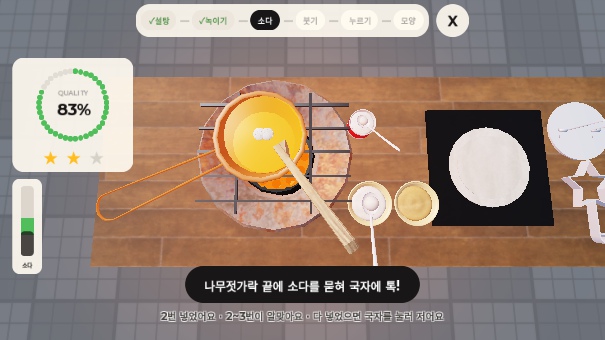 ✓설탕 — ✓녹이기 — 소다 — 붓기 — 누르기 — 모양
X
QUALITY
83%
소다
나무젓가락 끝에 소다를 묻혀 국자에 톡!
2번 넣었어요 · 2~3번이 알맞아요 · 다 넣었으면 국자를 눌러 저어요